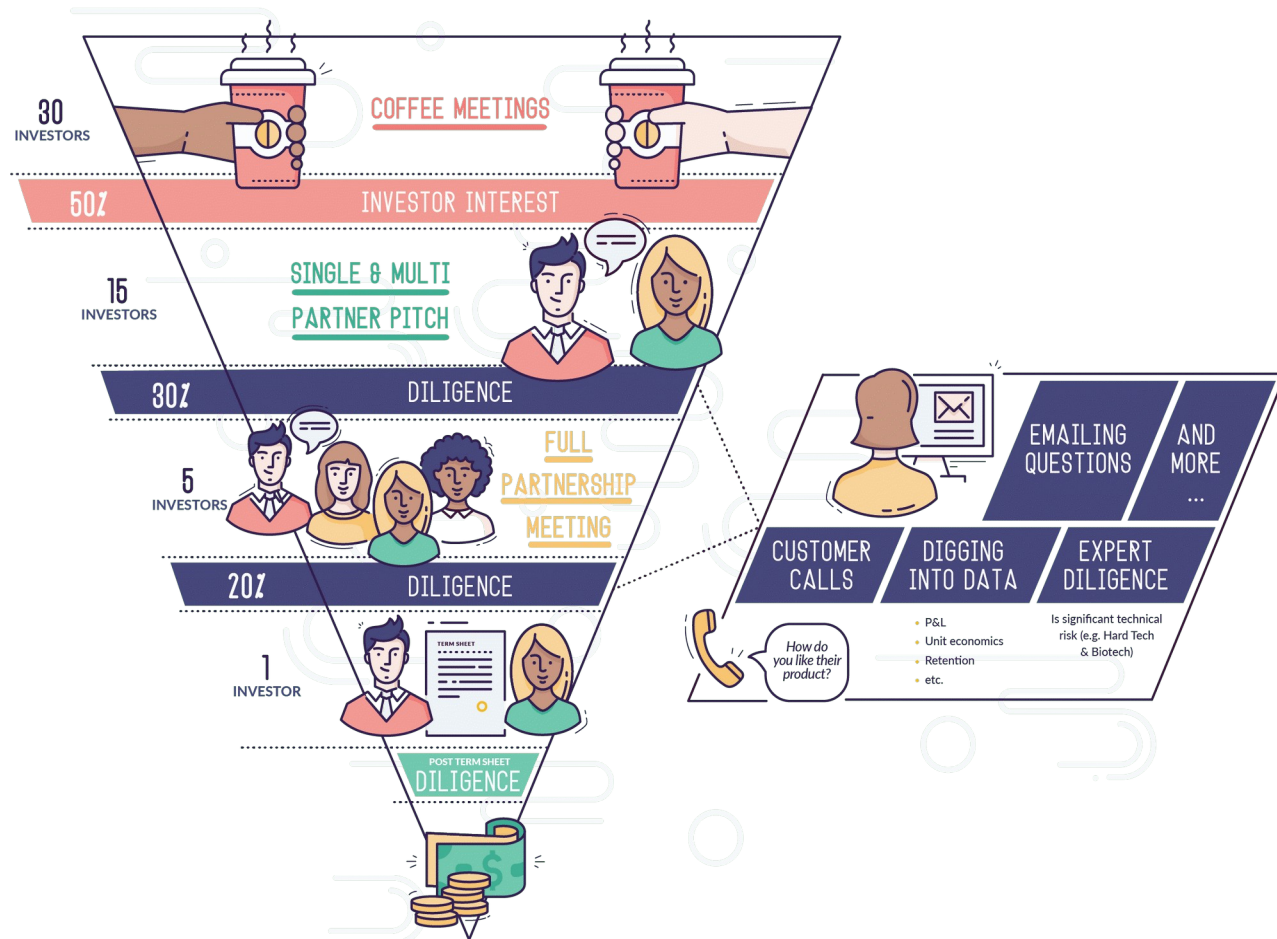 30
INVESTORS
COFFEE MEETINGS
50%
INVESTOR INTEREST
15
INVESTORS
SINGLE & MULTI
PARTNER PITCH
30%
DILIGENCE
5
INVESTORS
FULL
PARTNERSHIP
MEETING
20%
DILIGENCE
1
INVESTOR
TERM SHEET
POST TERM SHEET
DILIGENCE
EMAILING
QUESTIONS
AND
MORE
...
CUSTOMER
CALLS
DIGGING
INTO DATA
EXPERT
DILIGENCE
How do
you like their
product?
• P&L
• Unit economics
• Retention
• etc.
Is significant technical
risk (e.g. Hard Tech
& Biotech)
$